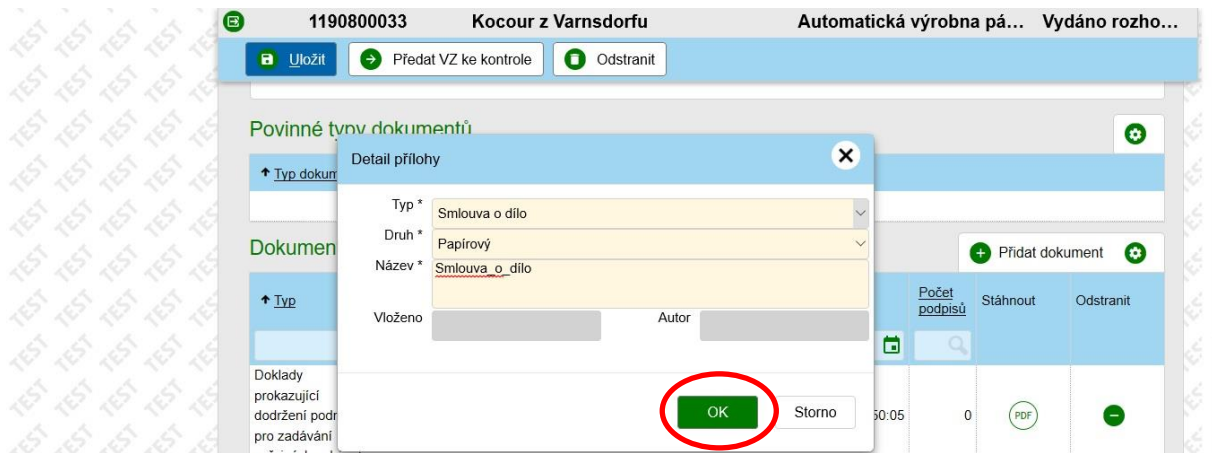 1190800033 Kocour z Varnsdorfu Automatická výrobna pá… Vydáno rozho…
Uložit Předat VZ ke kontrole Odstranit
Povinné typy dokumentů
Detail přílohy
Typ dokum
Typ * Smlouva o dílo
Druh * Papírový
Dokumen
Přidat dokument
Název * Smlouva_o_dílo
Typ
Počet podpisů
Stáhnout
Odstranit
Vloženo Autor
Doklady
prokazující
dodržení podr
pro zadávání
OK Storno
50:05 0 PDF
TEST